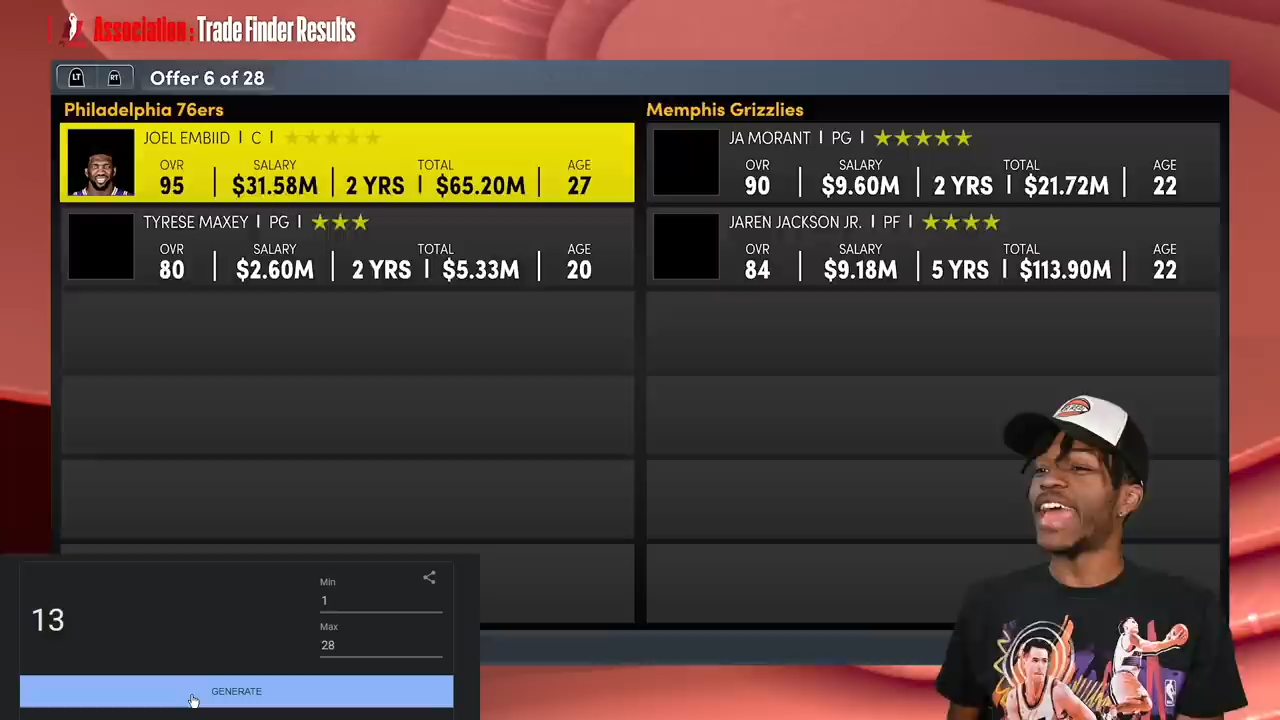 Association : Trade Finder Results
LT RT Offer 6 of 28
Philadelphia 76ers
JOEL EMBIID | C |
OVR SALARY TOTAL AGE
95 | $31.58M | 2 YRS | $65.20M | 27
TYRESE MAXEY | PG |
OVR SALARY TOTAL AGE
80 | $2.60M | 2 YRS | $5.33M | 20
Memphis Grizzlies
JA MORANT | PG |
OVR SALARY TOTAL AGE
90 | $9.60M | 2 YRS | $21.72M | 22
JAREN JACKSON JR. | PF |
OVR SALARY TOTAL AGE
84 | $9.18M | 5 YRS | $113.90M | 22
13
Min
1
Max
28
GENERATE